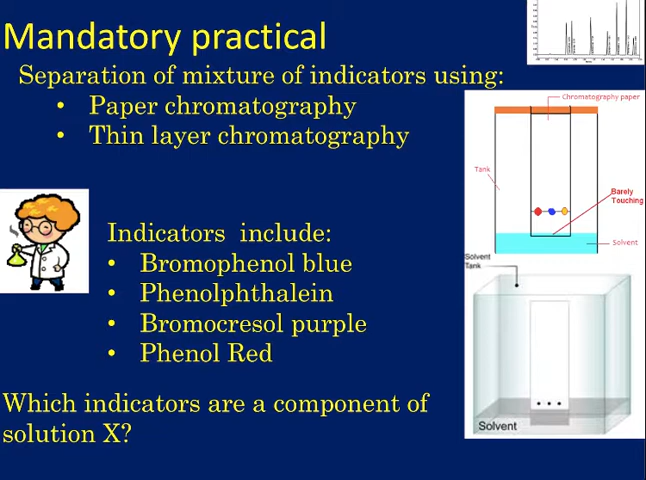 Mandatory practical
Separation of mixture of indicators using:
• Paper chromatography
• Thin layer chromatography
Indicators include:
• Bromophenol blue
• Phenolphthalein
• Bromocresol purple
• Phenol Red
Which indicators are a component of
solution X?
Chromatography paper
Tank
Barely
Touching
Solvent
Solvent
Tank
Solvent